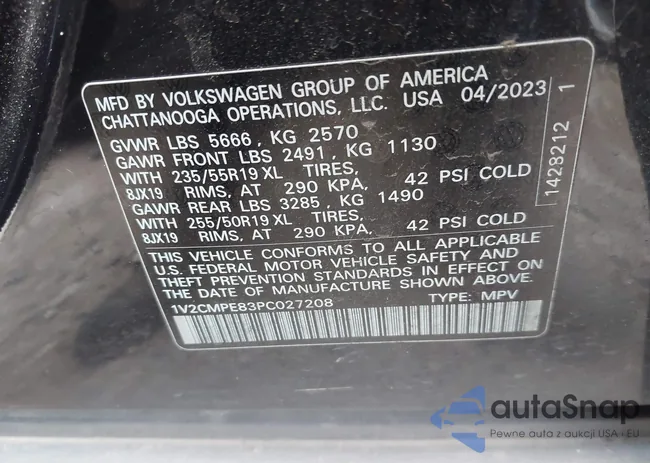 MFD BY VOLKSWAGEN GROUP OF AMERICA
CHATTANOOGA OPERATIONS, LLC. USA 04/2023
GVWR LBS 5666 , KG 2570
GAWR FRONT LBS 2491 , KG 1130
WITH 235/55R19 XL TIRES,
8JX19 RIMS, AT 290 KPA, 42 PSI COLD
GAWR REAR LBS 3285 , KG 1490
WITH 255/50R19 XL TIRES,
8JX19 RIMS, AT 290 KPA, 42 PSI COLD
THIS VEHICLE CONFORMS TO ALL APPLICABLE
U.S. FEDERAL MOTOR VEHICLE SAFETY AND
THEFT PREVENTION STANDARDS IN EFFECT ON
THE DATE OF MANUFACTURE SHOWN ABOVE.
1V2CMPE83PC027208 TYPE: MPV
1428212 1
autaSnap
Pewne auta z aukcji USA i EU